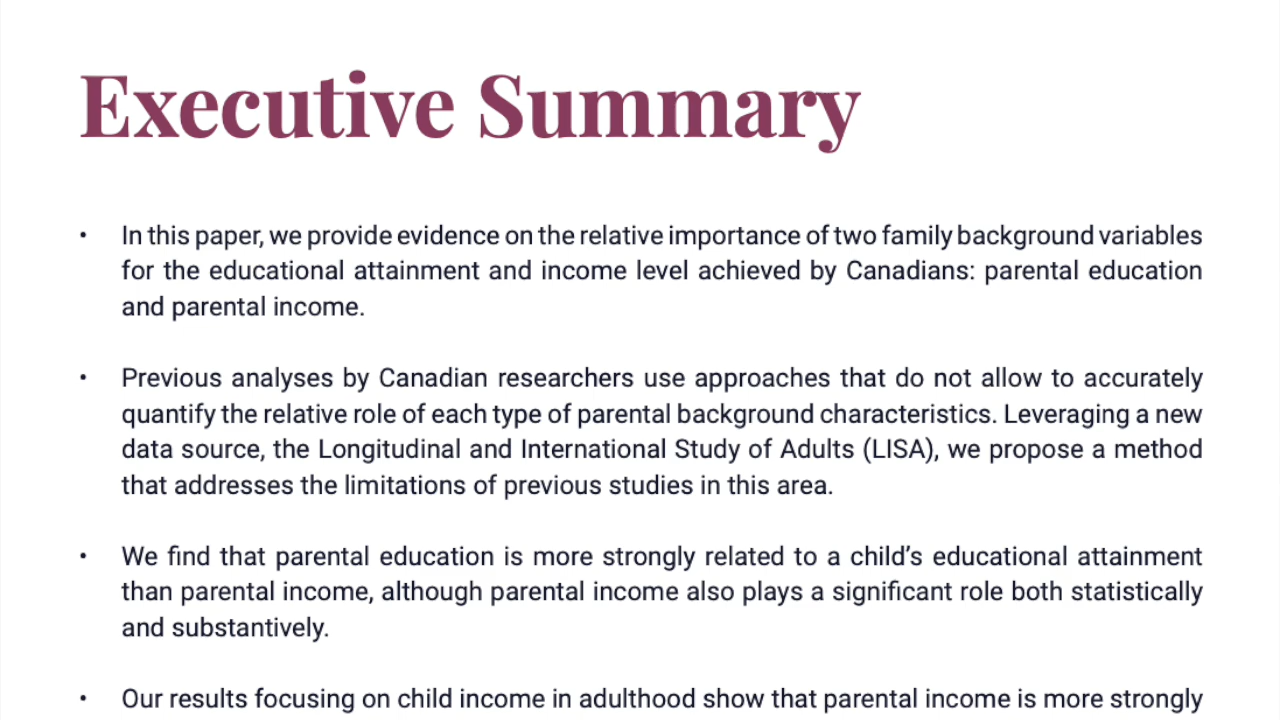 Executive Summary
• In this paper, we provide evidence on the relative importance of two family background variables
for the educational attainment and income level achieved by Canadians: parental education
and parental income.
• Previous analyses by Canadian researchers use approaches that do not allow to accurately
quantify the relative role of each type of parental background characteristics. Leveraging a new
data source, the Longitudinal and International Study of Adults (LISA), we propose a method
that addresses the limitations of previous studies in this area.
• We find that parental education is more strongly related to a child’s educational attainment
than parental income, although parental income also plays a significant role both statistically
and substantively.
• Our results focusing on child income in adulthood show that parental income is more strongly